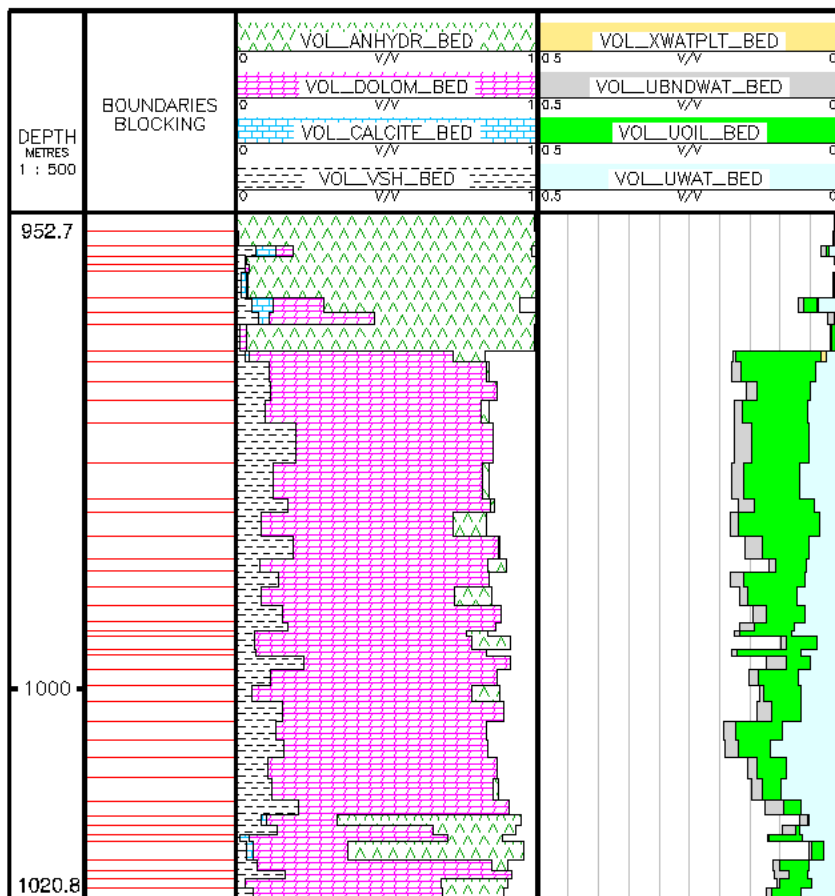 DEPTH
METRES
1 : 500
BOUNDARIES
BLOCKING
VOL_ANHYDR_BED
0 V/V 1
VOL_DOLOM_BED
0 V/V 1
VOL_CALCITE_BED
0 V/V 1
VOL_VSH_BED
0 V/V 1
VOL_XWATPLT_BED
0.5 V/V 0
VOL_UBNDWAT_BED
0.5 V/V 0
VOL_UOIL_BED
0.5 V/V 0
VOL_UWAT_BED
0.5 V/V 0
952.7
1000
1020.8